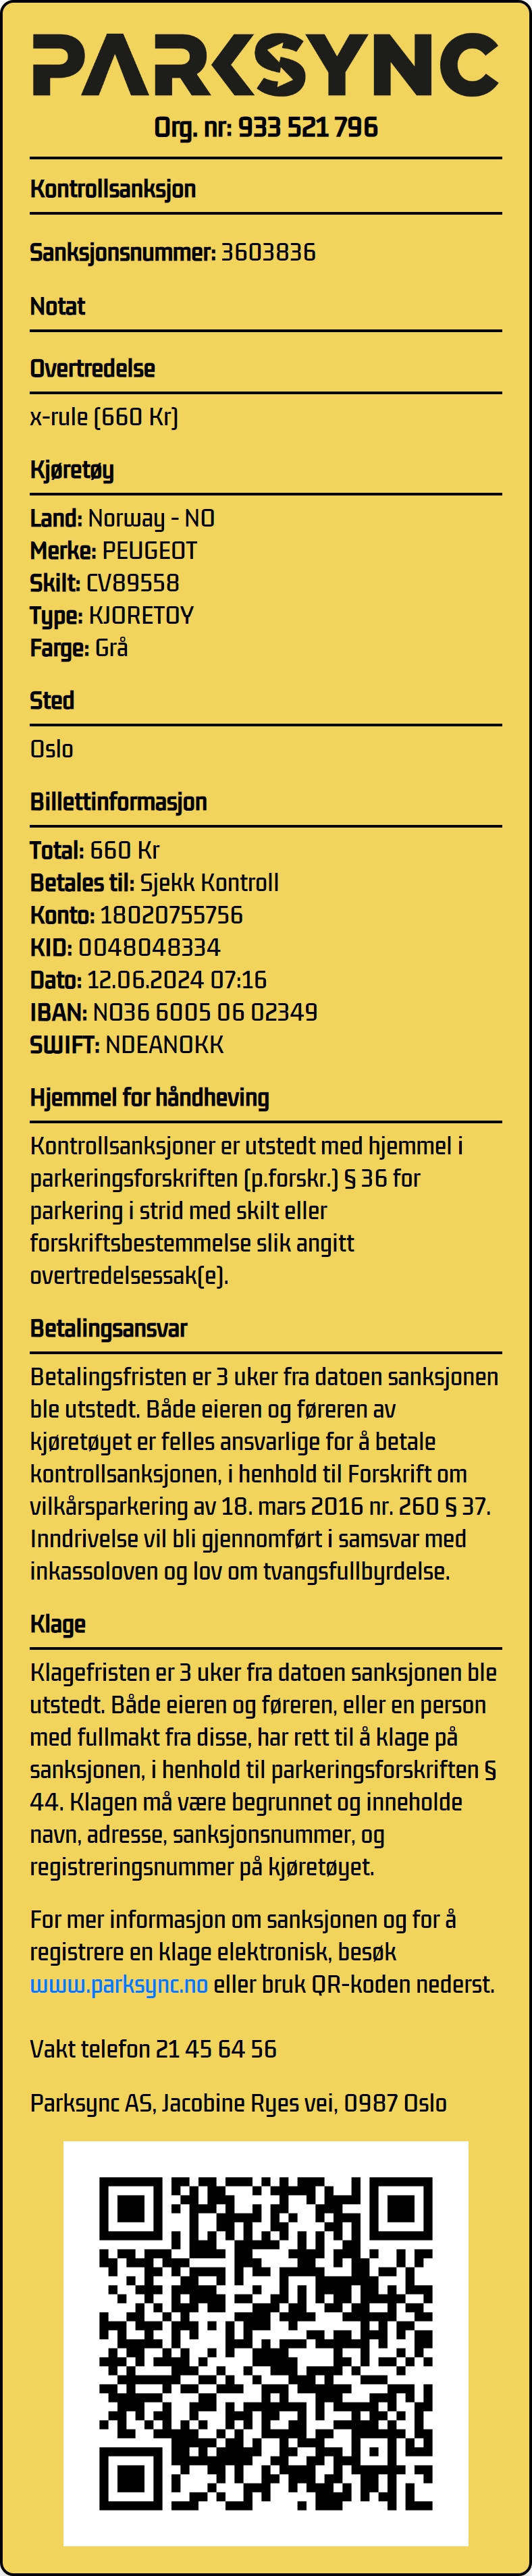 PARKSYNC
Org. nr: 933 521 796
Kontrollsanksjon
Sanksjonsnummer: 3603836
Notat
Overtredelse
x-rule (660 Kr)
Kjøretøy
Land: Norway - NO
Merke: PEUGEOT
Skilt: CV89558
Type: KJORETOY
Farge: Grå
Sted
Oslo
Billettinformasjon
Total: 660 Kr
Betales til: Sjekk Kontroll
Konto: 18020755756
KID: 0048048334
Dato: 12.06.2024 07:16
IBAN: NO36 6005 06 02349
SWIFT: NDEANOKK
Hjemmel for håndheving
Kontrollsanksjoner er utstedt med hjemmel i
parkeringsforskriften (p.forskr.) § 36 for
parkering i strid med skilt eller
forskriftsbestemmelse slik angitt
overtredelsessak(e).
Betalingsansvar
Betalingsfristen er 3 uker fra datoen sanksjonen
ble utstedt. Både eieren og føreren av
kjøretøyet er felles ansvarlige for å betale
kontrollsanksjonen, i henhold til Forskrift om
vilkårsparkering av 18. mars 2016 nr. 260 § 37.
Inndrivelse vil bli gjennomført i samsvar med
inkassoloven og lov om tvangsfullbyrdelse.
Klage
Klagefristen er 3 uker fra datoen sanksjonen ble
utstedt. Både eieren og føreren, eller en person
med fullmakt fra disse, har rett til å klage på
sanksjonen, i henhold til parkeringsforskriften §
44. Klagen må være begrunnet og inneholde
navn, adresse, sanksjonsnummer, og
registreringsnummer på kjøretøyet.
For mer informasjon om sanksjonen og for å
registrere en klage elektronisk, besøk
www.parksync.no eller bruk QR-koden nederst.
Vakt telefon 21 45 64 56
Parksync AS, Jacobine Ryes vei, 0987 Oslo